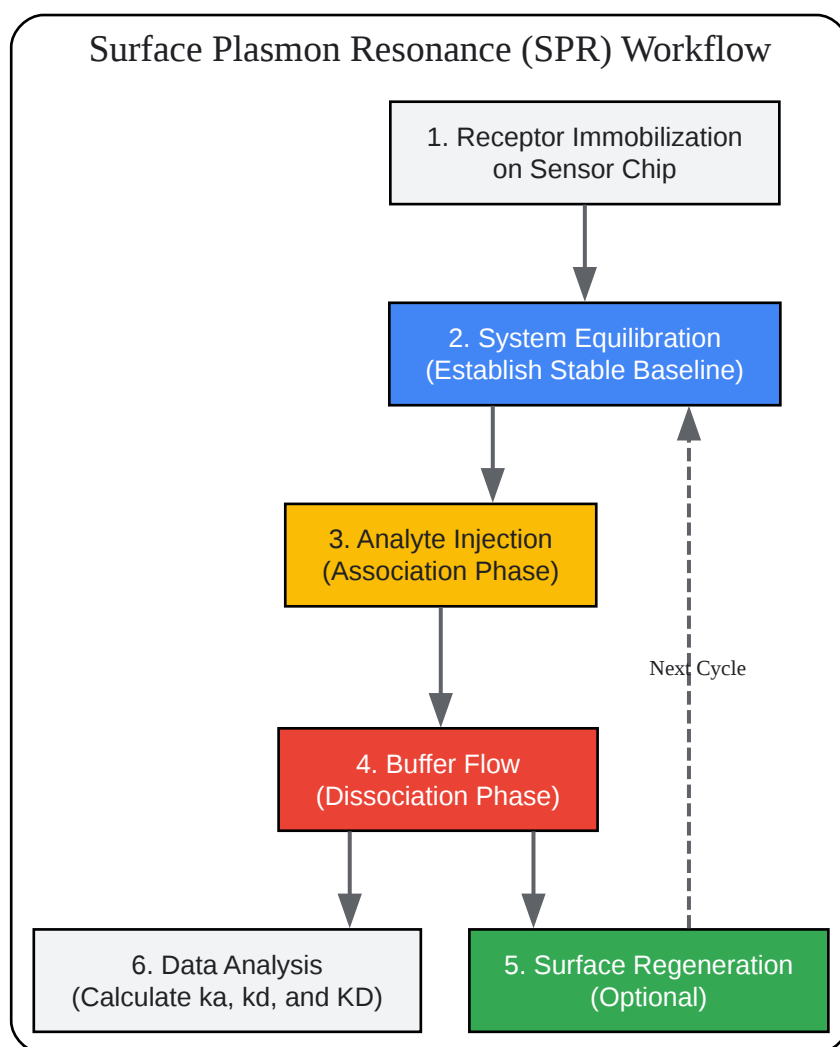 Surface Plasmon Resonance (SPR) Workflow
1. Receptor Immobilization
on Sensor Chip
2. System Equilibration
(Establish Stable Baseline)
3. Analyte Injection
(Association Phase)
Next Cycle
4. Buffer Flow
(Dissociation Phase)
6. Data Analysis
(Calculate ka, kd, and KD)
5. Surface Regeneration
(Optional)